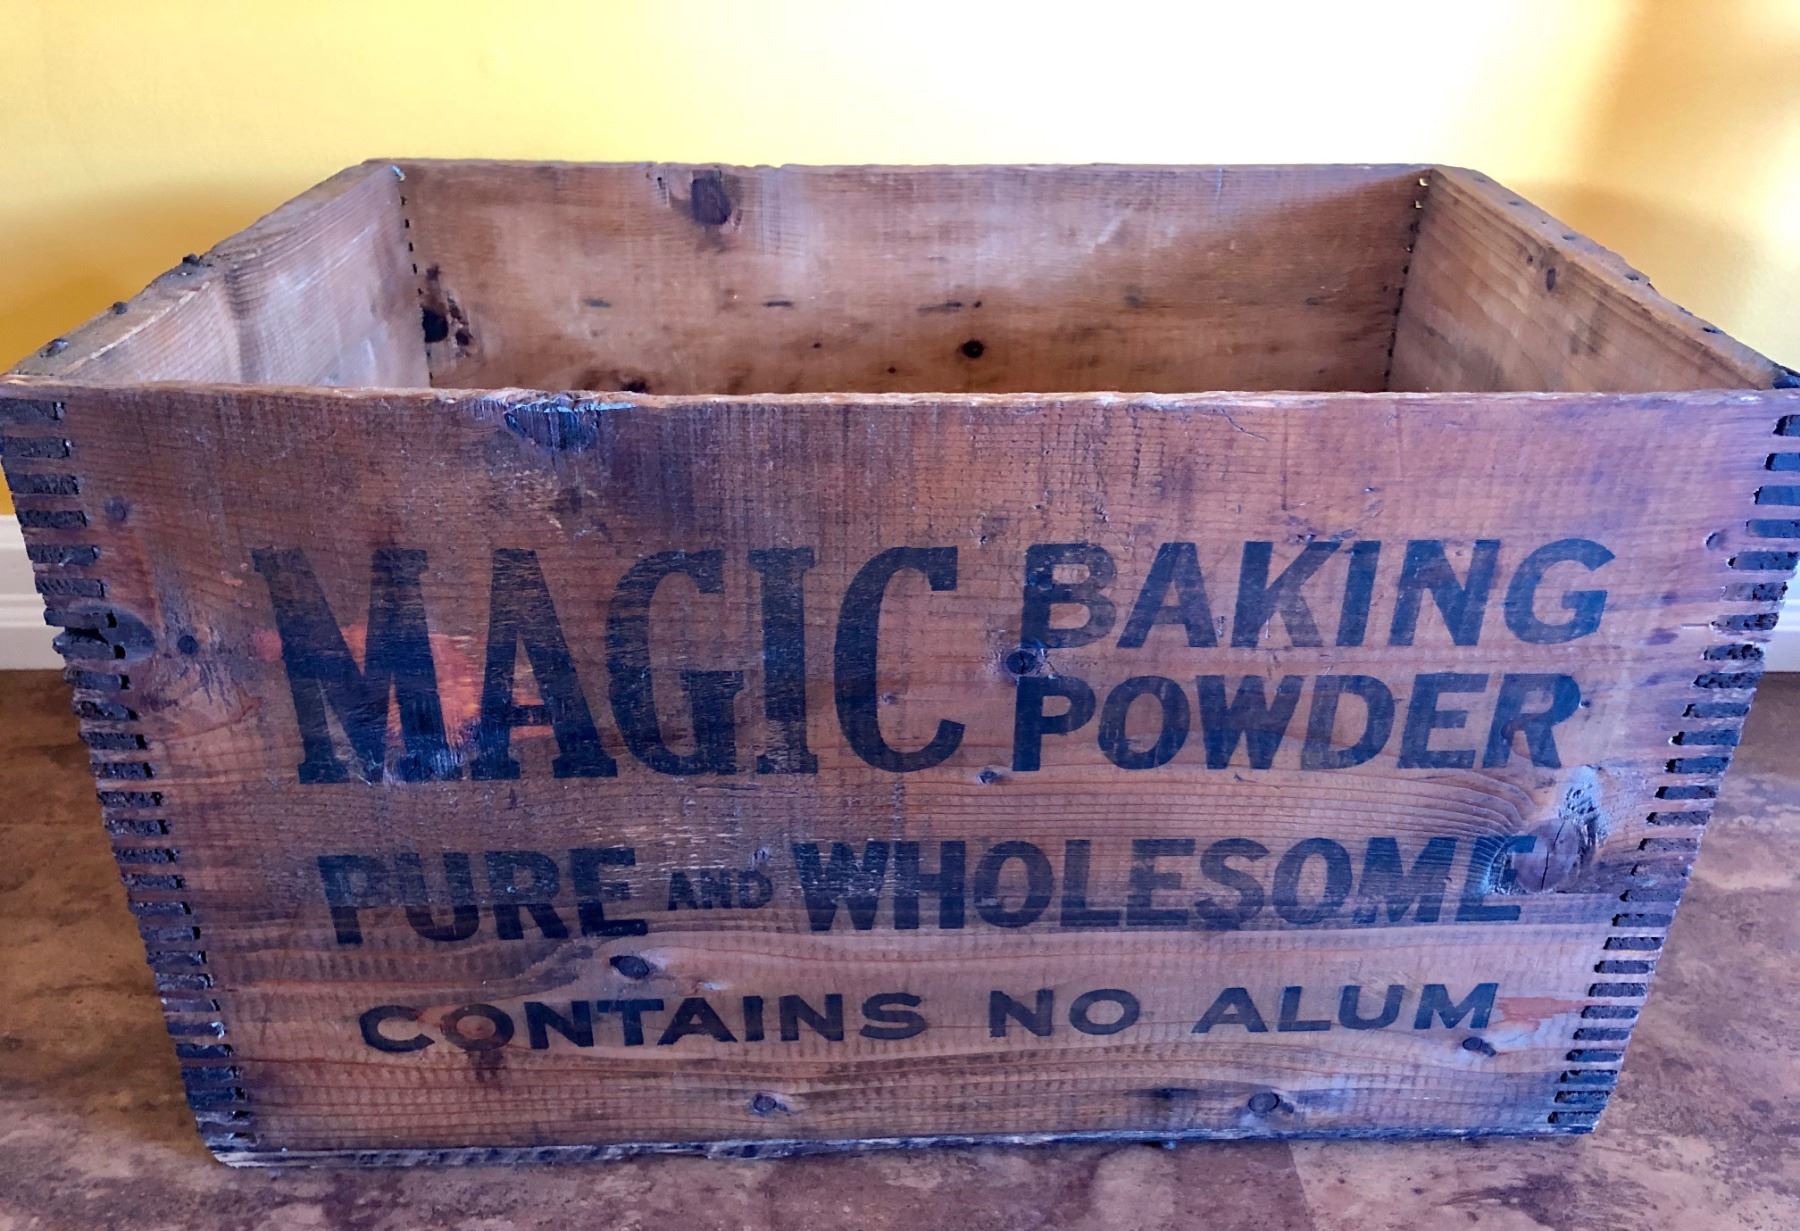 MAGIC BAKING POWDER
PURE AND WHOLESOME
CONTAINS NO ALUM